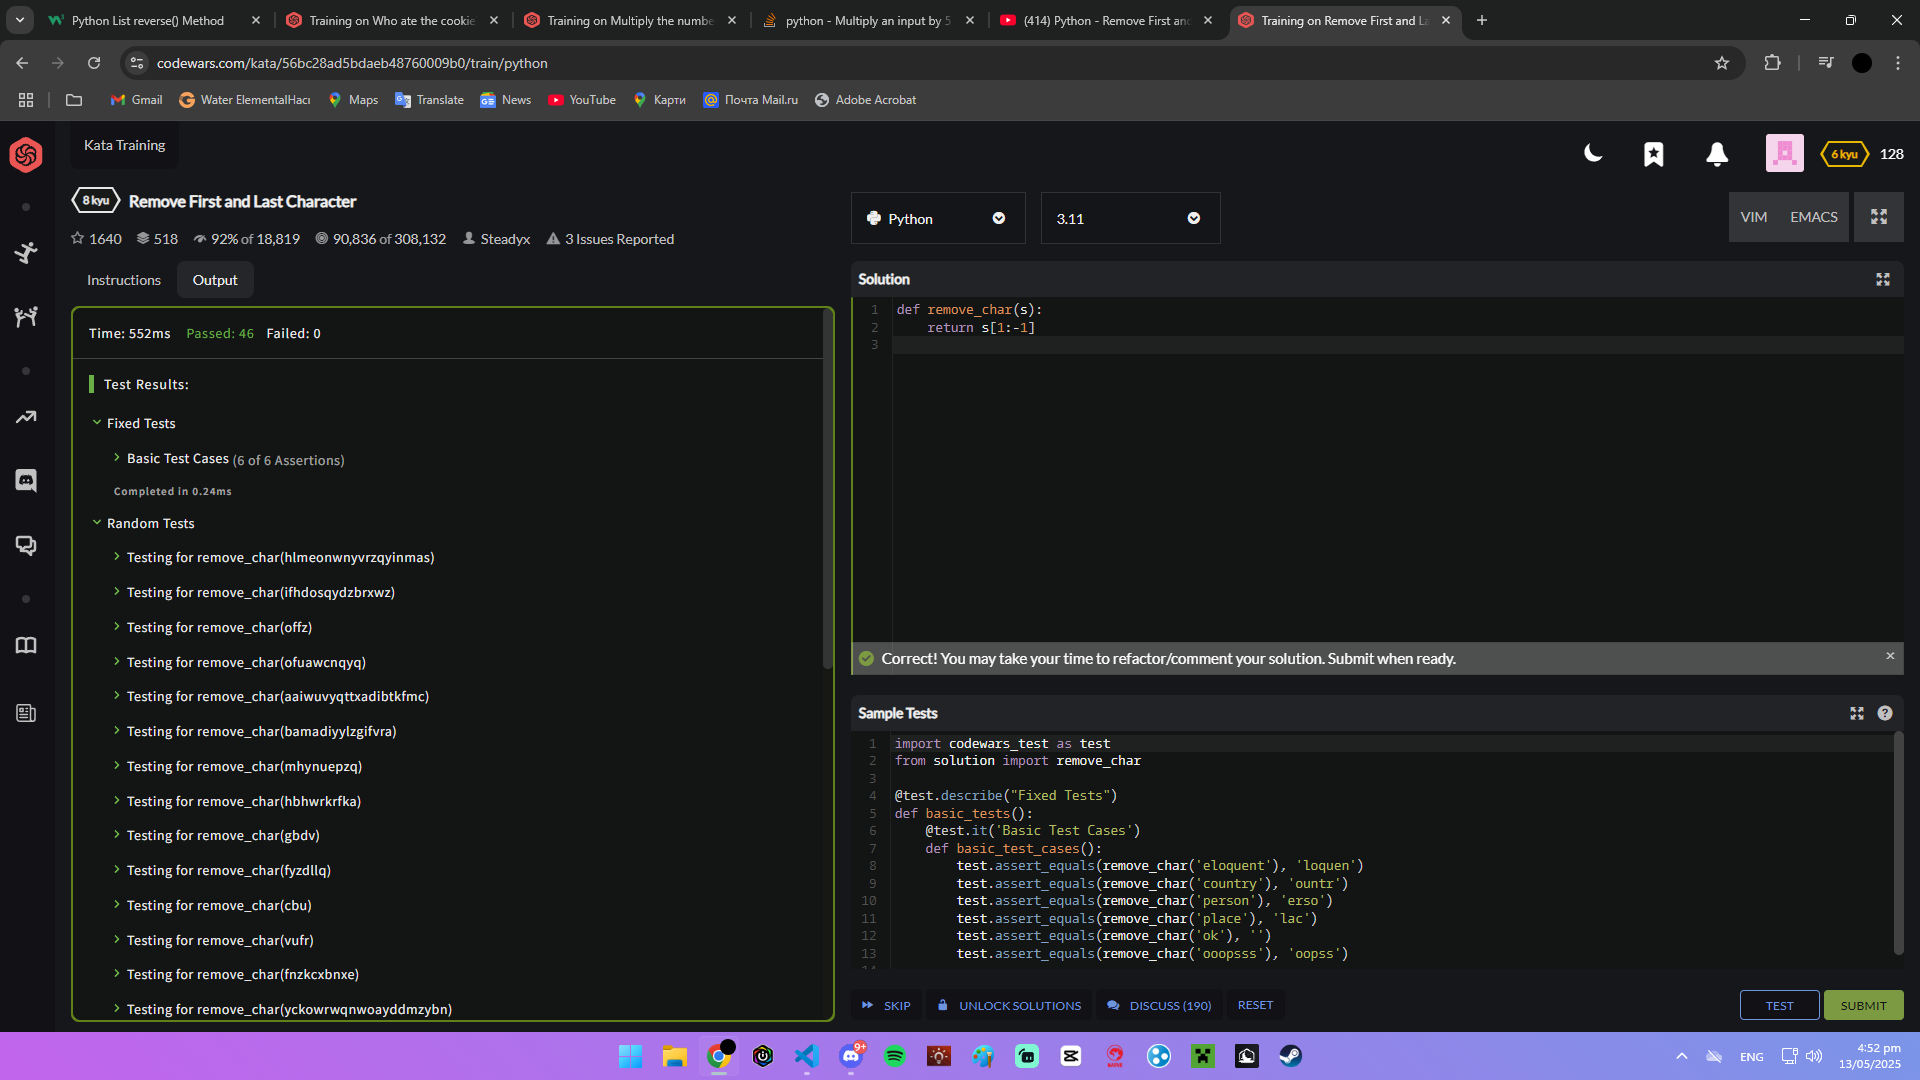 Python List reverse() Method
Training on Who ate the cookie
Training on Multiply the numbe
python - Multiply an input by 5
(414) Python - Remove First an
Training on Remove First and La
codewars.com/kata/56bc28ad5bdaeb48760009b0/train/python
Gmail
Water ElementalHacı
Maps
Translate
News
YouTube
Карти
Почта Mail.ru
Adobe Acrobat
Kata Training
6 kyu
128
8 kyu
Remove First and Last Character
1640
518
92% of 18,819
90,836 of 308,132
Steadyx
3 Issues Reported
Python
3.11
VIM
EMACS
Instructions
Output
Time: 552ms Passed: 46 Failed: 0
Test Results:
Fixed Tests
Basic Test Cases (6 of 6 Assertions)
Completed in 0.24ms
Random Tests
Testing for remove_char(hlmeonwnyvrzqyinmas)
Testing for remove_char(ifhdosqydzbrxwz)
Testing for remove_char(offz)
Testing for remove_char(ofuawcnqyq)
Testing for remove_char(aaiwuvyqttxadibtkfmc)
Testing for remove_char(bamadiyylzgifvra)
Testing for remove_char(mhynuepzq)
Testing for remove_char(hbhwrkrfka)
Testing for remove_char(gbdv)
Testing for remove_char(fyzdllq)
Testing for remove_char(cbu)
Testing for remove_char(vufr)
Testing for remove_char(fnzkcxbnxe)
Testing for remove_char(yckowrwqnwoayddmzybn)
Solution
1 def remove_char(s):
2 return s[1:-1]
3
Correct! You may take your time to refactor/comment your solution. Submit when ready.
Sample Tests
1 import codewars_test as test
2 from solution import remove_char
3
4 @test.describe("Fixed Tests")
5 def basic_tests():
6 @test.it('Basic Test Cases')
7 def basic_test_cases():
8 test.assert_equals(remove_char('eloquent'), 'loquen')
9 test.assert_equals(remove_char('country'), 'ountr')
10 test.assert_equals(remove_char('person'), 'erso')
11 test.assert_equals(remove_char('place'), 'lac')
12 test.assert_equals(remove_char('ok'), '')
13 test.assert_equals(remove_char('ooopsss'), 'oopss')
SKIP
UNLOCK SOLUTIONS
DISCUSS (190)
RESET
TEST
SUBMIT
9+
ENG
4:52 pm
13/05/2025